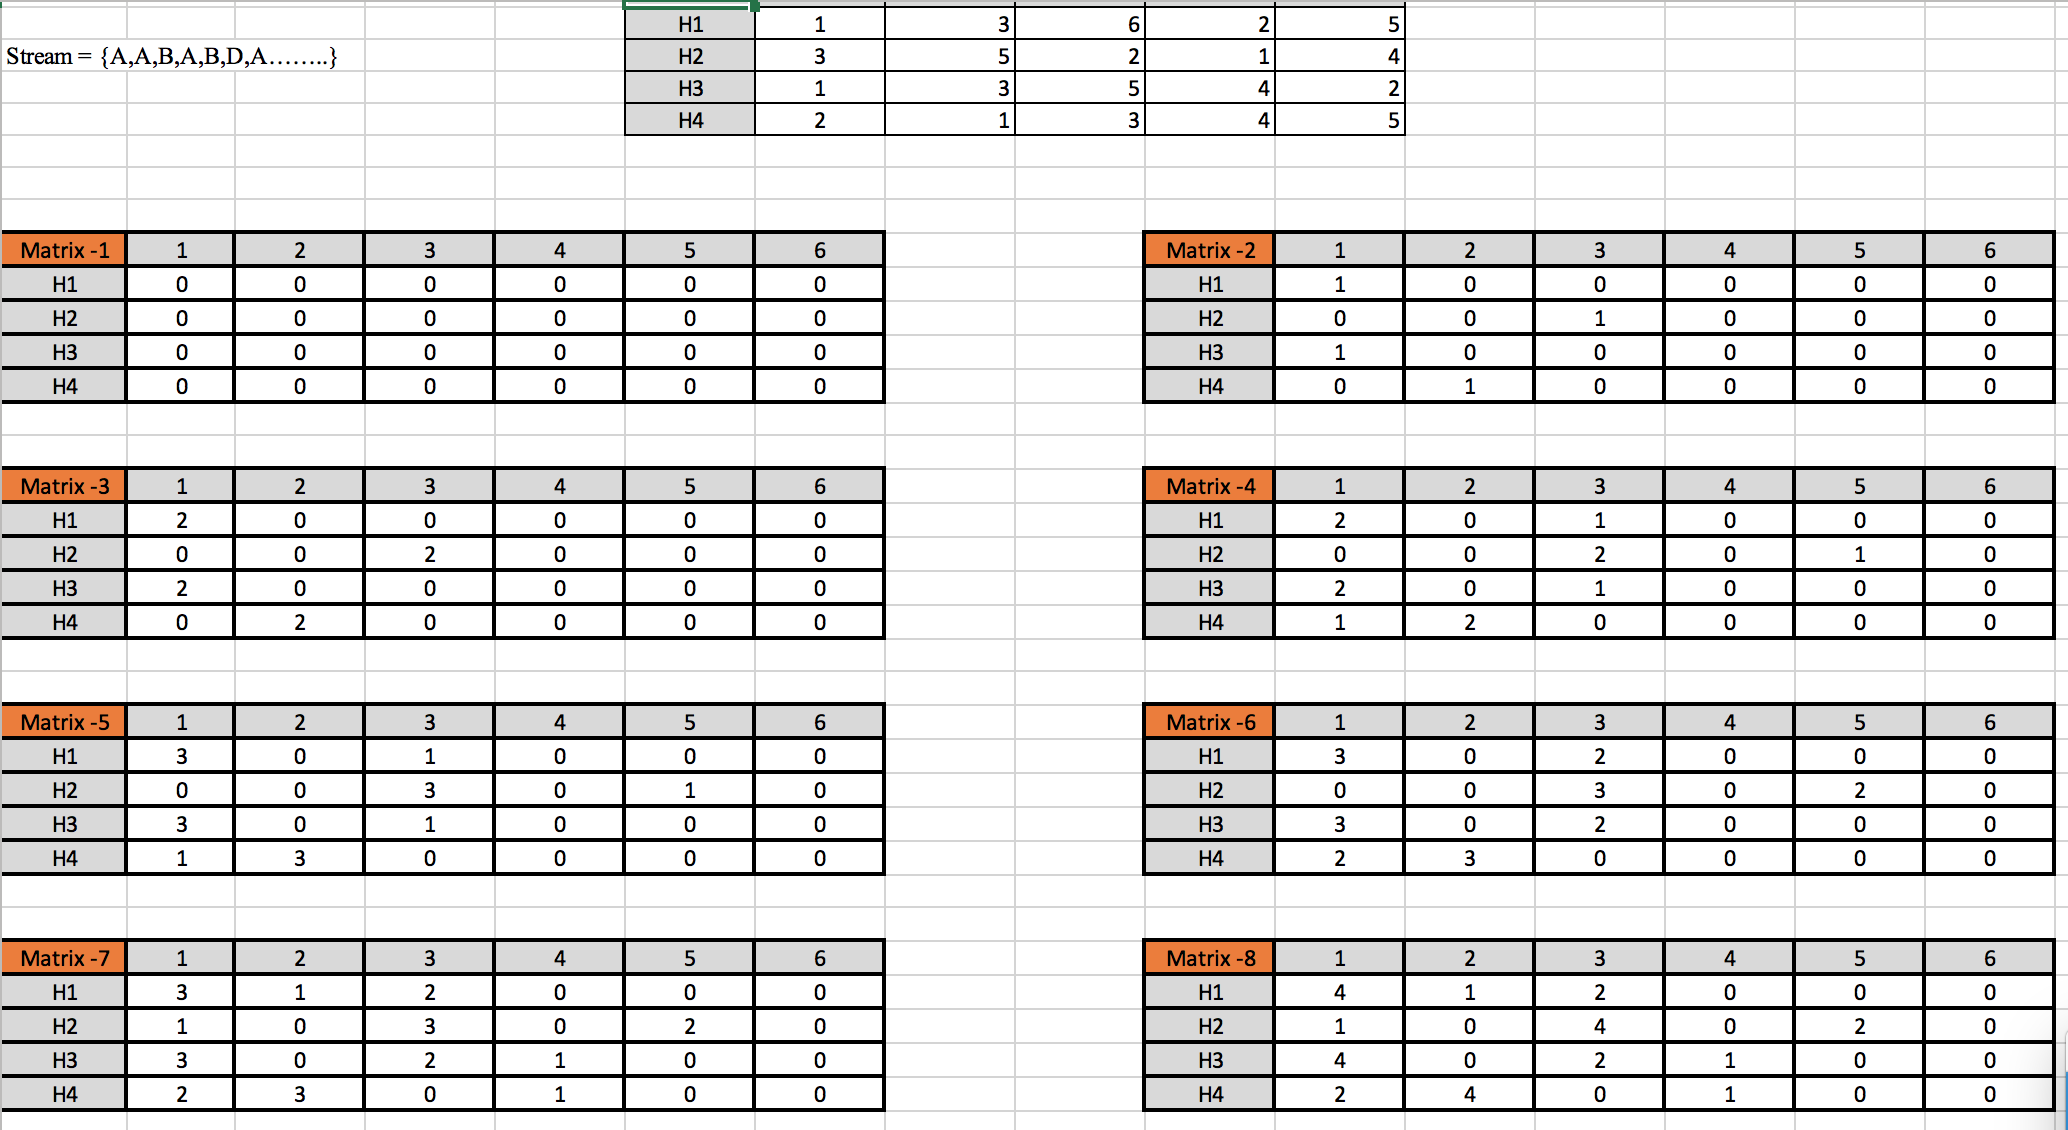 H1 1 3 6 2 5
Stream = {A,A,B,A,B,D,A……..} H2 3 5 2 1 4
H3 1 3 5 4 2
H4 2 1 3 4 5
Matrix -1 1 2 3 4 5 6 Matrix -2 1 2 3 4 5 6
H1 0 0 0 0 0 0 H1 1 0 0 0 0 0
H2 0 0 0 0 0 0 H2 0 0 1 0 0 0
H3 0 0 0 0 0 0 H3 1 0 0 0 0 0
H4 0 0 0 0 0 0 H4 0 1 0 0 0 0
Matrix -3 1 2 3 4 5 6 Matrix -4 1 2 3 4 5 6
H1 2 0 0 0 0 0 H1 2 0 1 0 0 0
H2 0 0 2 0 0 0 H2 0 0 2 0 1 0
H3 2 0 0 0 0 0 H3 2 0 1 0 0 0
H4 0 2 0 0 0 0 H4 1 2 0 0 0 0
Matrix -5 1 2 3 4 5 6 Matrix -6 1 2 3 4 5 6
H1 3 0 1 0 0 0 H1 3 0 2 0 0 0
H2 0 0 3 0 1 0 H2 0 0 3 0 2 0
H3 3 0 1 0 0 0 H3 3 0 2 0 0 0
H4 1 3 0 0 0 0 H4 2 3 0 0 0 0
Matrix -7 1 2 3 4 5 6 Matrix -8 1 2 3 4 5 6
H1 3 1 2 0 0 0 H1 4 1 2 0 0 0
H2 1 0 3 0 2 0 H2 1 0 4 0 2 0
H3 3 0 2 1 0 0 H3 4 0 2 1 0 0
H4 2 3 0 1 0 0 H4 2 4 0 1 0 0